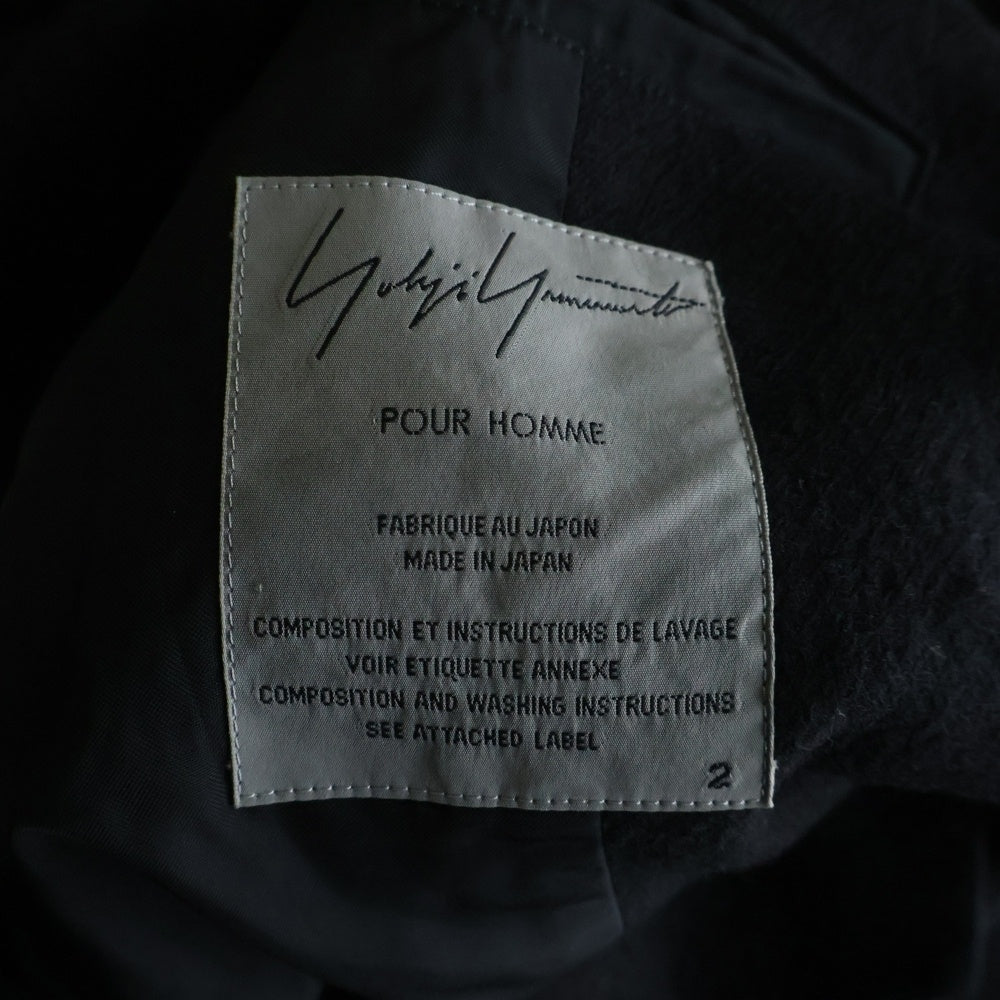 Yohji Yamamoto
POUR HOMME
FABRIQUE AU JAPON
MADE IN JAPAN
COMPOSITION ET INSTRUCTIONS DE LAVAGE
VOIR ETIQUETTE ANNEXE
COMPOSITION AND WASHING INSTRUCTIONS
SEE ATTACHED LABEL
2